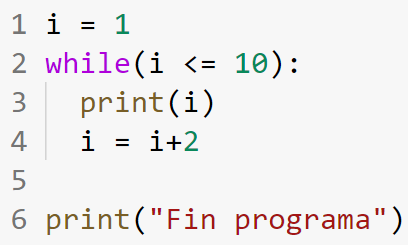 1 i = 1
2 while(i <= 10):
3   print(i)
4   i = i+2
5
6 print("Fin programa")